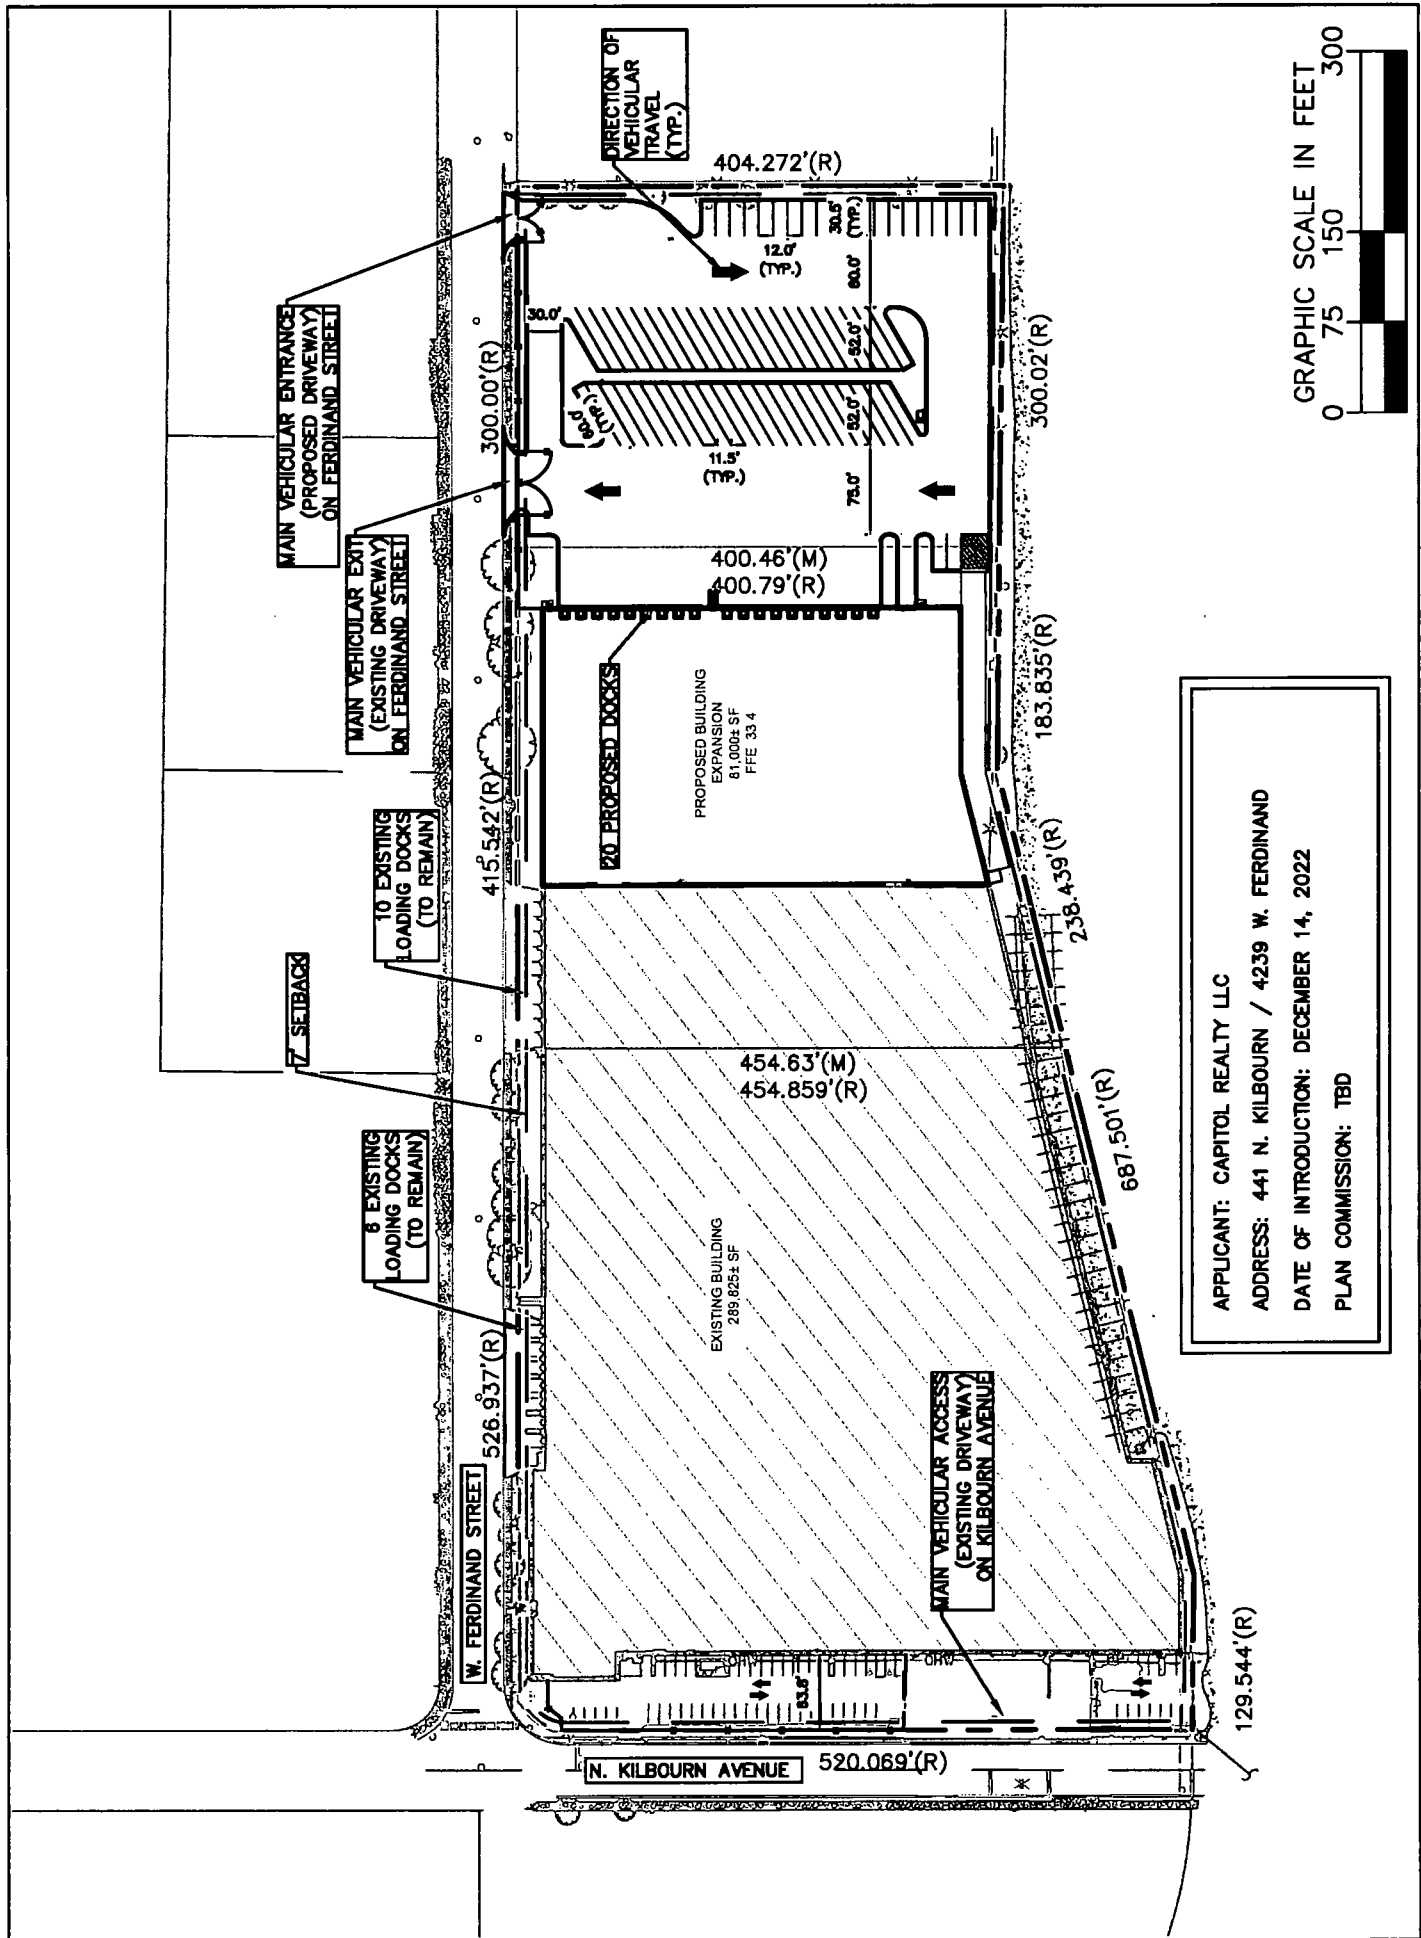 DIRECTION OF
VEHICULAR
TRAVEL
(TYP.)
GRAPHIC SCALE IN FEET
0
75
150
300
404.272'(R)
MAIN VEHICULAR ENTRANCE
(PROPOSED DRIVEWAY)
ON FERDINAND STREET
300.00'(R)
30.0'
12.0'
(TYP.)
30.5'
(TYP.)
60.0'
52.0'
52.0'
75.0'
60.0'
(TYP.)
11.5'
(TYP.)
300.02'(R)
MAIN VEHICULAR EXIT
(EXISTING DRIVEWAY)
ON FERDINAND STREET
400.46'(M)
400.79'(R)
20 PROPOSED DOCKS
PROPOSED BUILDING
EXPANSION
81,000± SF
FFE 33 4
183.835'(R)
415.542'(R)
10 EXISTING
LOADING DOCKS
(TO REMAIN)
238.439'(R)
7' SETBACK
454.63'(M)
454.859'(R)
687.501'(R)
6 EXISTING
LOADING DOCKS
(TO REMAIN)
EXISTING BUILDING
289,825± SF
526.937'(R)
W. FERDINAND STREET
MAIN VEHICULAR ACCESS
(EXISTING DRIVEWAY)
ON KILBOURN AVENUE
63.8'
129.544'(R)
N. KILBOURN AVENUE
520.069'(R)
APPLICANT: CAPITOL REALTY LLC
ADDRESS: 441 N. KILBOURN / 4239 W. FERDINAND
DATE OF INTRODUCTION: DECEMBER 14, 2022
PLAN COMMISSION: TBD